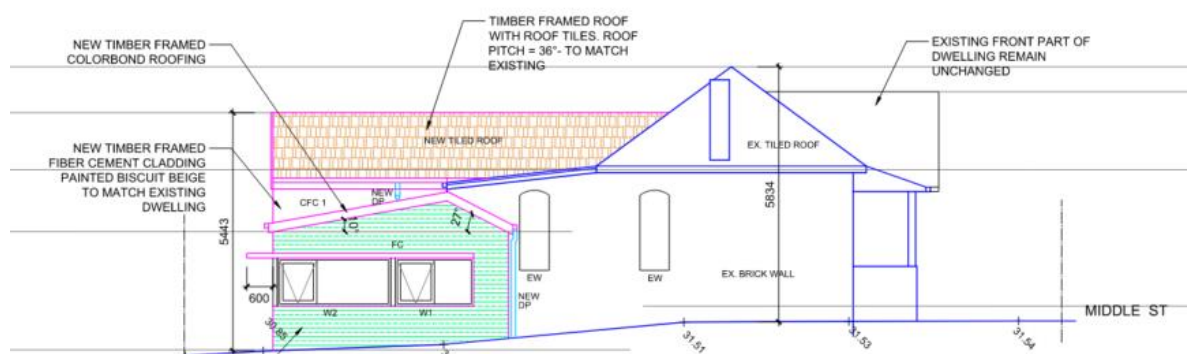 NEW TIMBER FRAMED
COLORBOND ROOFING
TIMBER FRAMED ROOF
WITH ROOF TILES. ROOF
PITCH = 36°- TO MATCH
EXISTING
EXISTING FRONT PART OF
DWELLING REMAIN
UNCHANGED
NEW TIMBER FRAMED
FIBER CEMENT CLADDING
PAINTED BISCUIT BEIGE
TO MATCH EXISTING
DWELLING
NEW TILED ROOF
EX. TILED ROOF
CFC 1
NEW
DP
10°
27°
5443
5834
FC
EW
EW
EX. BRICK WALL
600
W2
W1
NEW
DP
30.85
31.51
31.53
31.54
MIDDLE ST